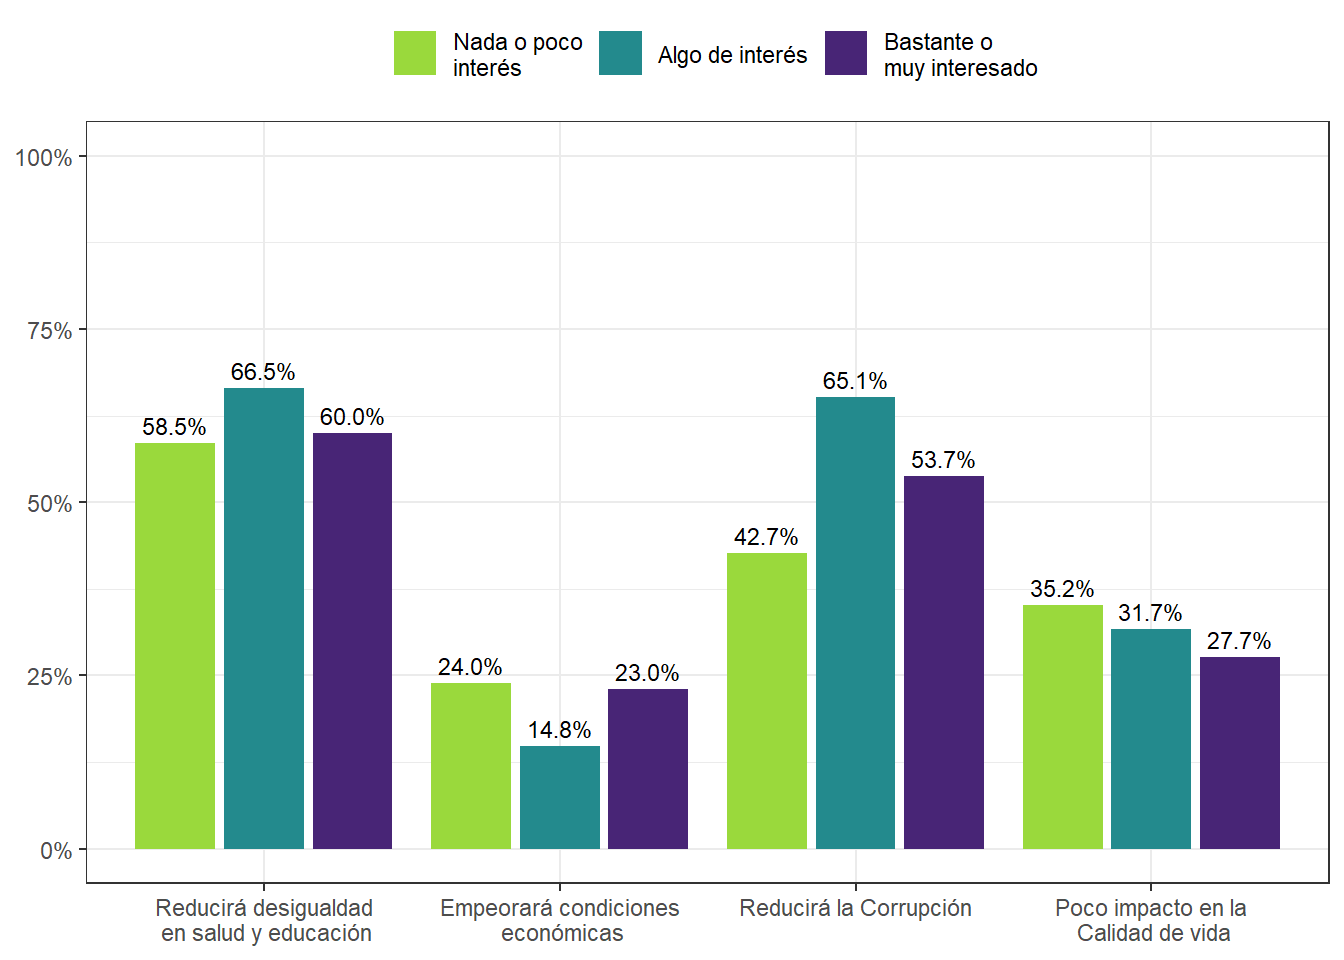 Nada o poco
interés
Algo de interés
Bastante o
muy interesado
100%
75%
50%
25%
0%
58.5%
66.5%
60.0%
24.0%
14.8%
23.0%
42.7%
65.1%
53.7%
35.2%
31.7%
27.7%
Reducirá desigualdad
en salud y educación
Empeorará condiciones
económicas
Reducirá la Corrupción
Poco impacto en la
Calidad de vida